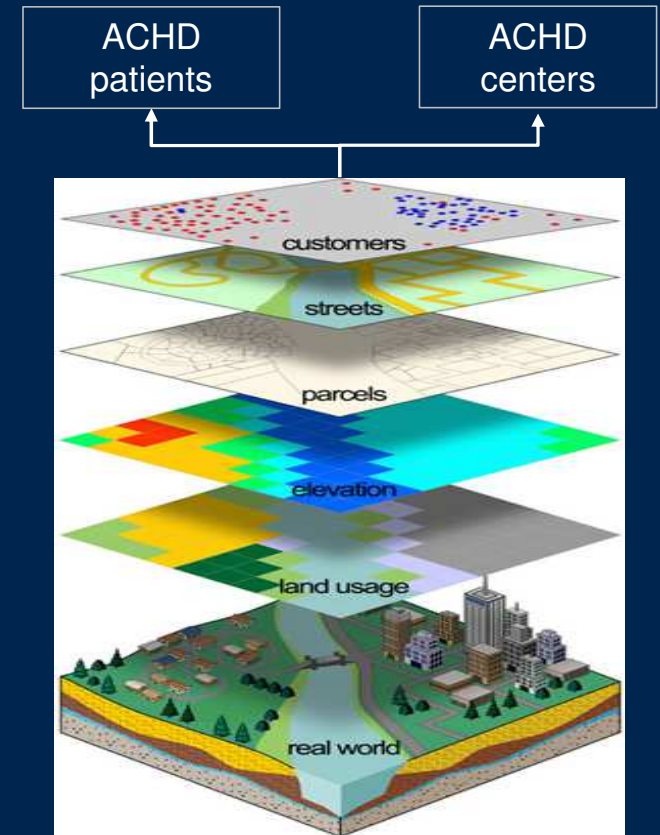 ACHD
patients
ACHD
centers
customers
streets
parcels
elevation
land usage
real world